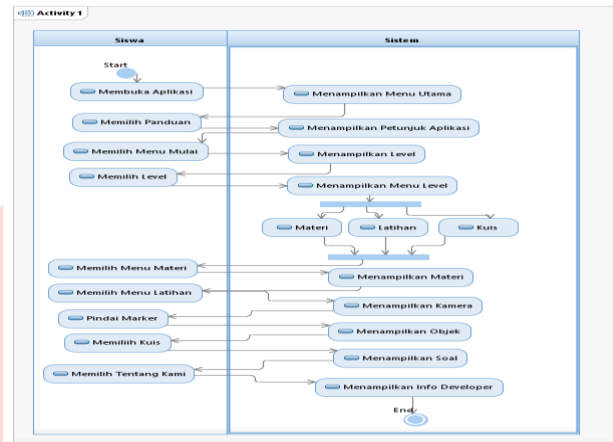 Activity 1
Siswa
Sistem
Start
Membuka Aplikasi
Menampilkan Menu Utama
Memilih Panduan
Menampilkan Petunjuk Aplikasi
Memilih Menu Mulai
Menampilkan Level
Memilih Level
Menampilkan Menu Level
Materi
Latihan
Kuis
Memilih Menu Materi
Menampilkan Materi
Memilih Menu Latihan
Menampilkan Kamera
Pindai Marker
Menampilkan Objek
Memiliih Kuis
Menampilkan Soal
Memilih Tentang Kami
Menampilkan Info Developer
End